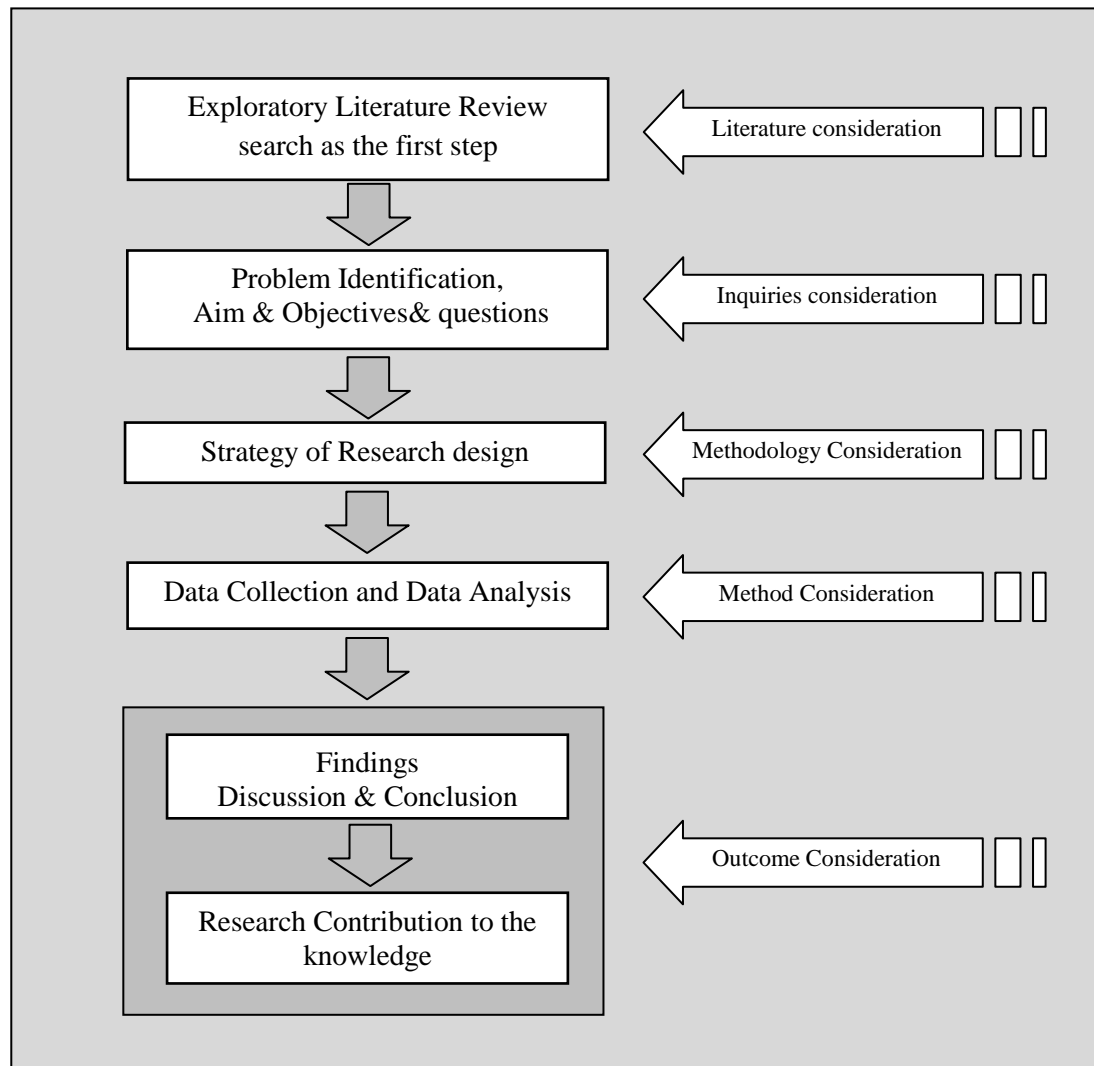 Exploratory Literature Review
search as the first step
Literature consideration
Problem Identification,
Aim & Objectives& questions
Inquiries consideration
Strategy of Research design
Methodology Consideration
Data Collection and Data Analysis
Method Consideration
Findings
Discussion & Conclusion
Research Contribution to the
knowledge
Outcome Consideration